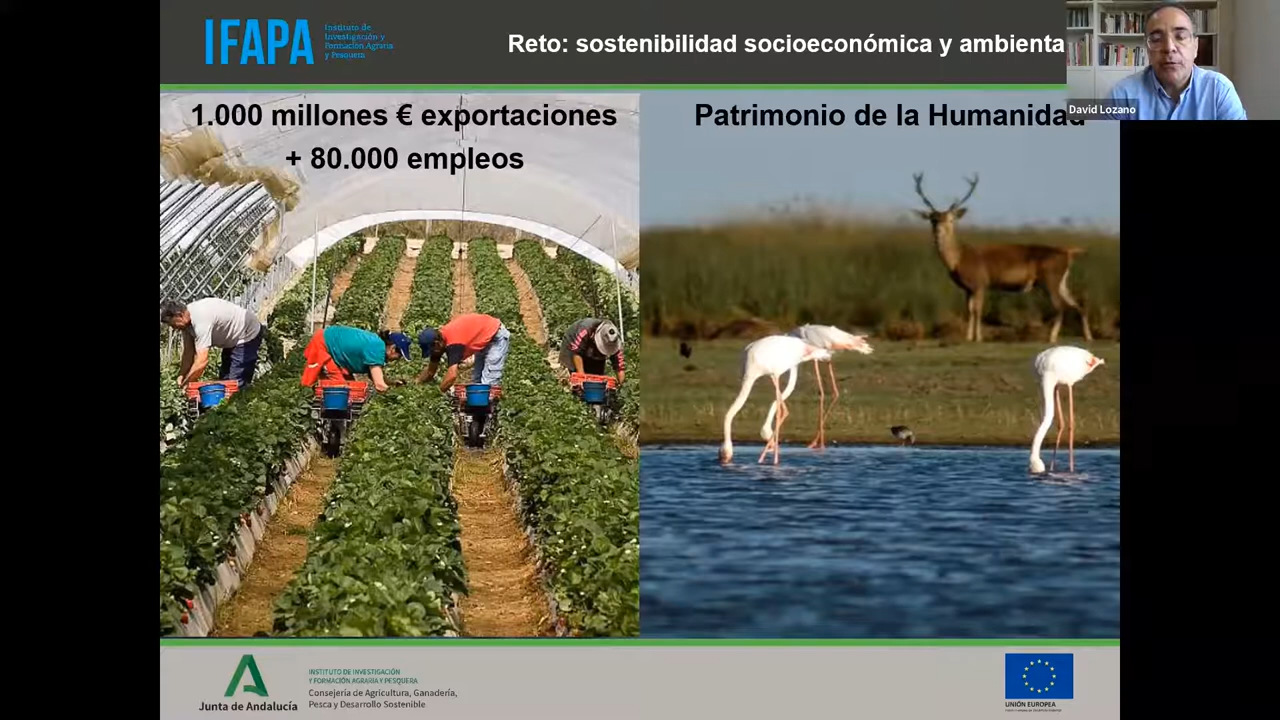 IFAPA
Instituto de
Investigación y
Formación Agraria
y Pesquera
Reto: sostenibilidad socioeconómica y ambienta
David Lozano
1.000 millones € exportaciones
+ 80.000 empleos
Patrimonio de la Humanidad
Junta de Andalucía
INSTITUTO DE INVESTIGACIÓN
Y FORMACIÓN AGRARIA Y PESQUERA
Consejería de Agricultura, Ganadería,
Pesca y Desarrollo Sostenible
UNIÓN EUROPEA